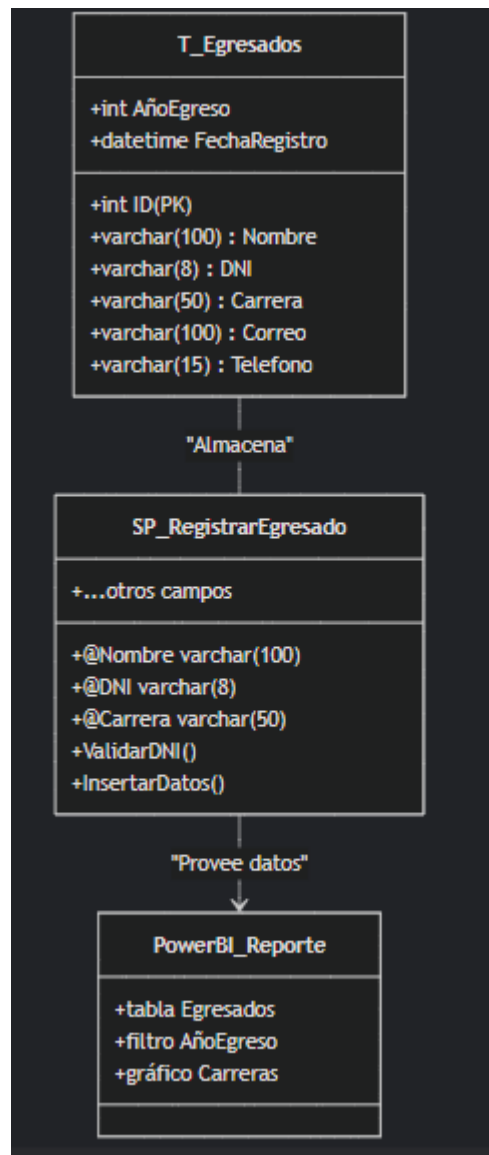 T_Egresados
+int AñoEgreso
+datetime FechaRegistro
+int ID(PK)
+varchar(100) : Nombre
+varchar(8) : DNI
+varchar(50) : Carrera
+varchar(100) : Correo
+varchar(15) : Telefono
"Almacena"
SP_RegistrarEgresado
+...otros campos
+@Nombre varchar(100)
+@DNI varchar(8)
+@Carrera varchar(50)
+ValidarDNI()
+InsertarDatos()
"Provee datos"
PowerBI_Reporte
+tabla Egresados
+filtro AñoEgreso
+gráfico Carreras